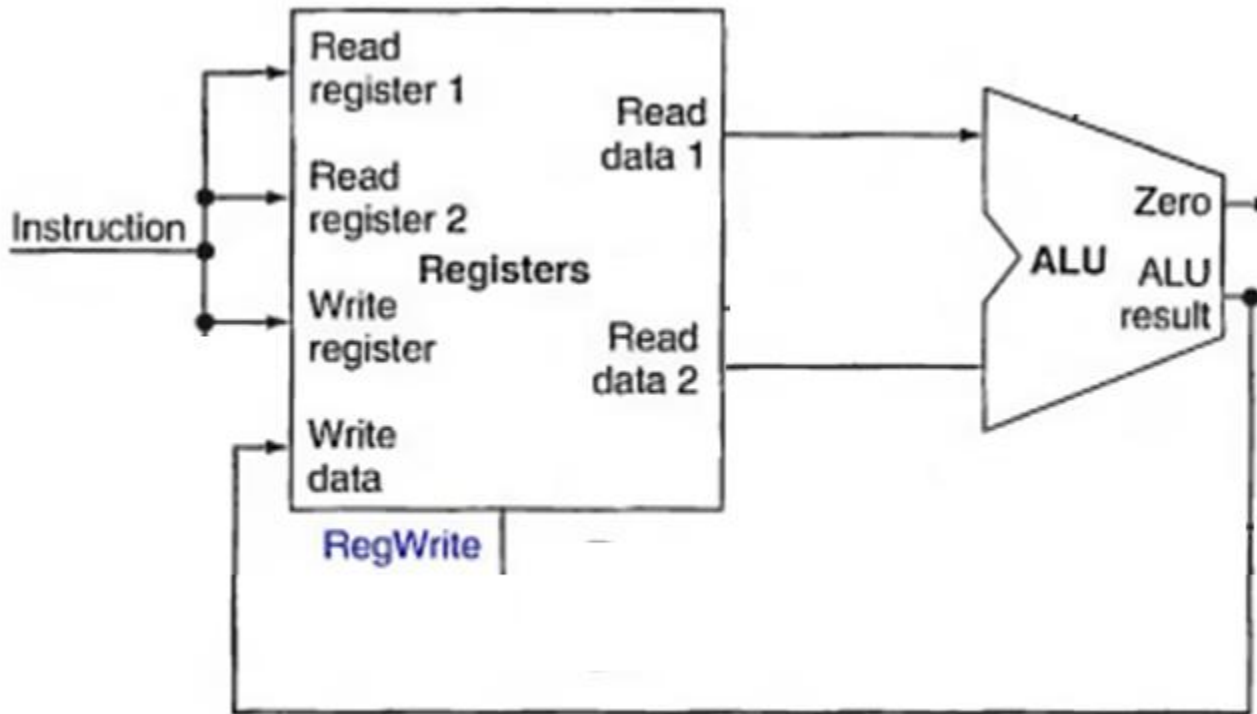 Read
register 1
Read
data 1
Read
register 2
Instruction
Registers
Write
register
Read
data 2
Write
data
RegWrite
Zero
ALU
ALU
result